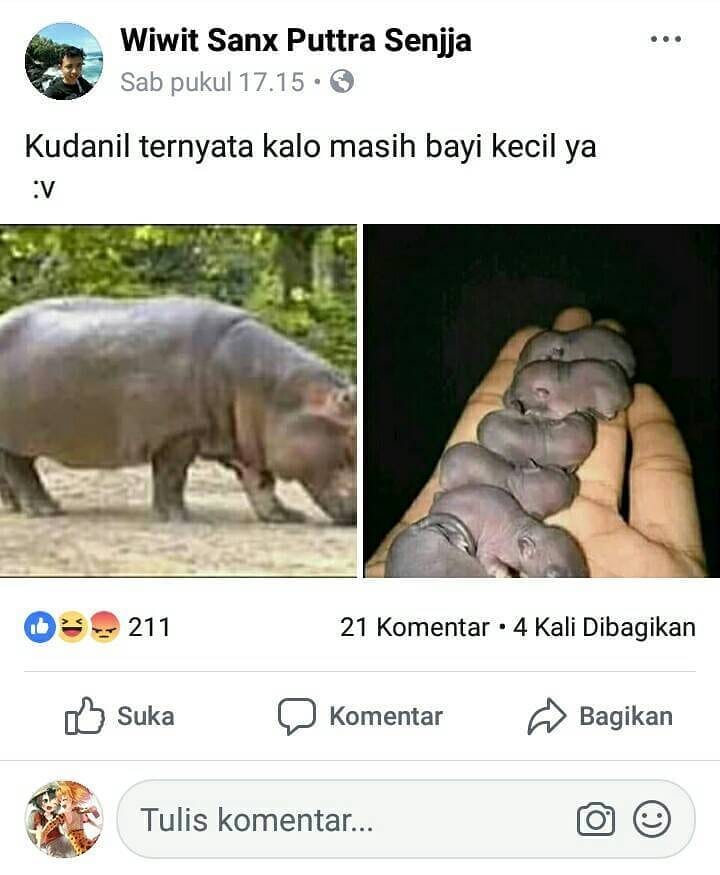 Wiwit Sanx Puttra Senjja
Sab pukul 17.15 •
Kudanil ternyata kalo masih bayi kecil ya
:v
211
21 Komentar • 4 Kali Dibagikan
Suka
Komentar
Bagikan
Tulis komentar...